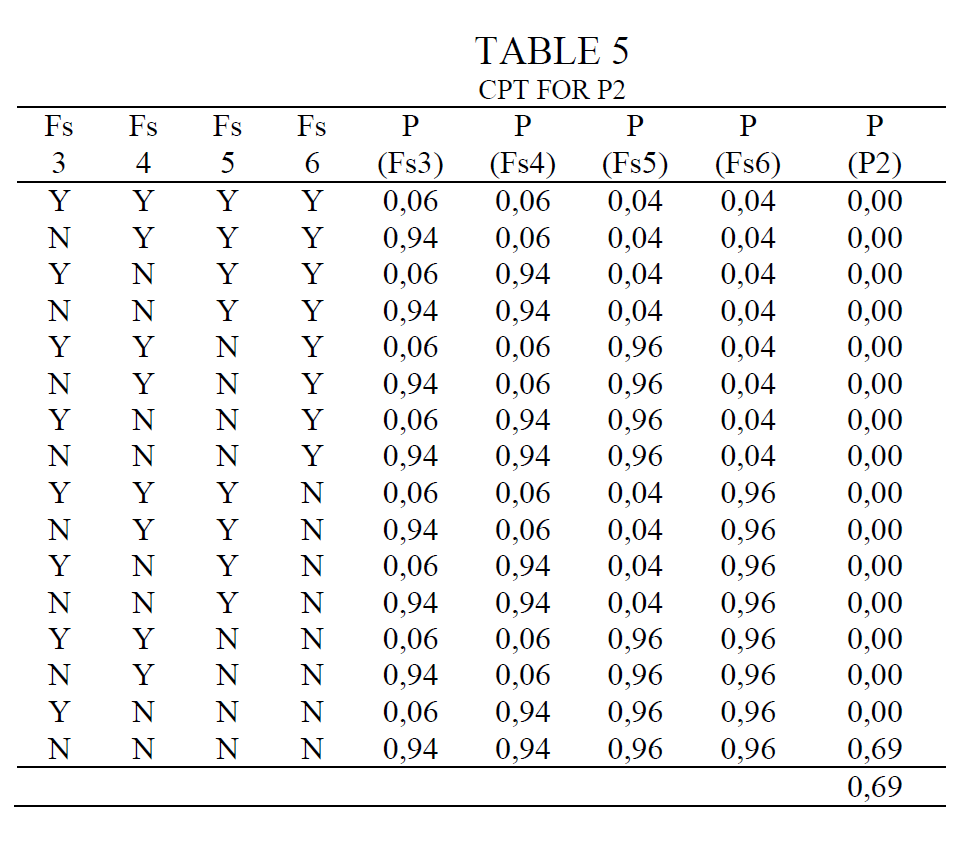 TABLE 5
CPT FOR P2
Fs Fs Fs Fs P P P P P
3 4 5 6 (Fs3) (Fs4) (Fs5) (Fs6) (P2)
Y Y Y Y 0,06 0,06 0,04 0,04 0,00
N Y Y Y 0,94 0,06 0,04 0,04 0,00
Y N Y Y 0,06 0,94 0,04 0,04 0,00
N N Y Y 0,94 0,94 0,04 0,04 0,00
Y Y N Y 0,06 0,06 0,96 0,04 0,00
N Y N Y 0,94 0,06 0,96 0,04 0,00
Y N N Y 0,06 0,94 0,96 0,04 0,00
N N N Y 0,94 0,94 0,96 0,04 0,00
Y Y Y N 0,06 0,06 0,04 0,96 0,00
N Y Y N 0,94 0,06 0,04 0,96 0,00
Y N Y N 0,06 0,94 0,04 0,96 0,00
N N Y N 0,94 0,94 0,04 0,96 0,00
Y Y N N 0,06 0,06 0,96 0,96 0,00
N Y N N 0,94 0,06 0,96 0,96 0,00
Y N N N 0,06 0,94 0,96 0,96 0,00
N N N N 0,94 0,94 0,96 0,96 0,69
0,69